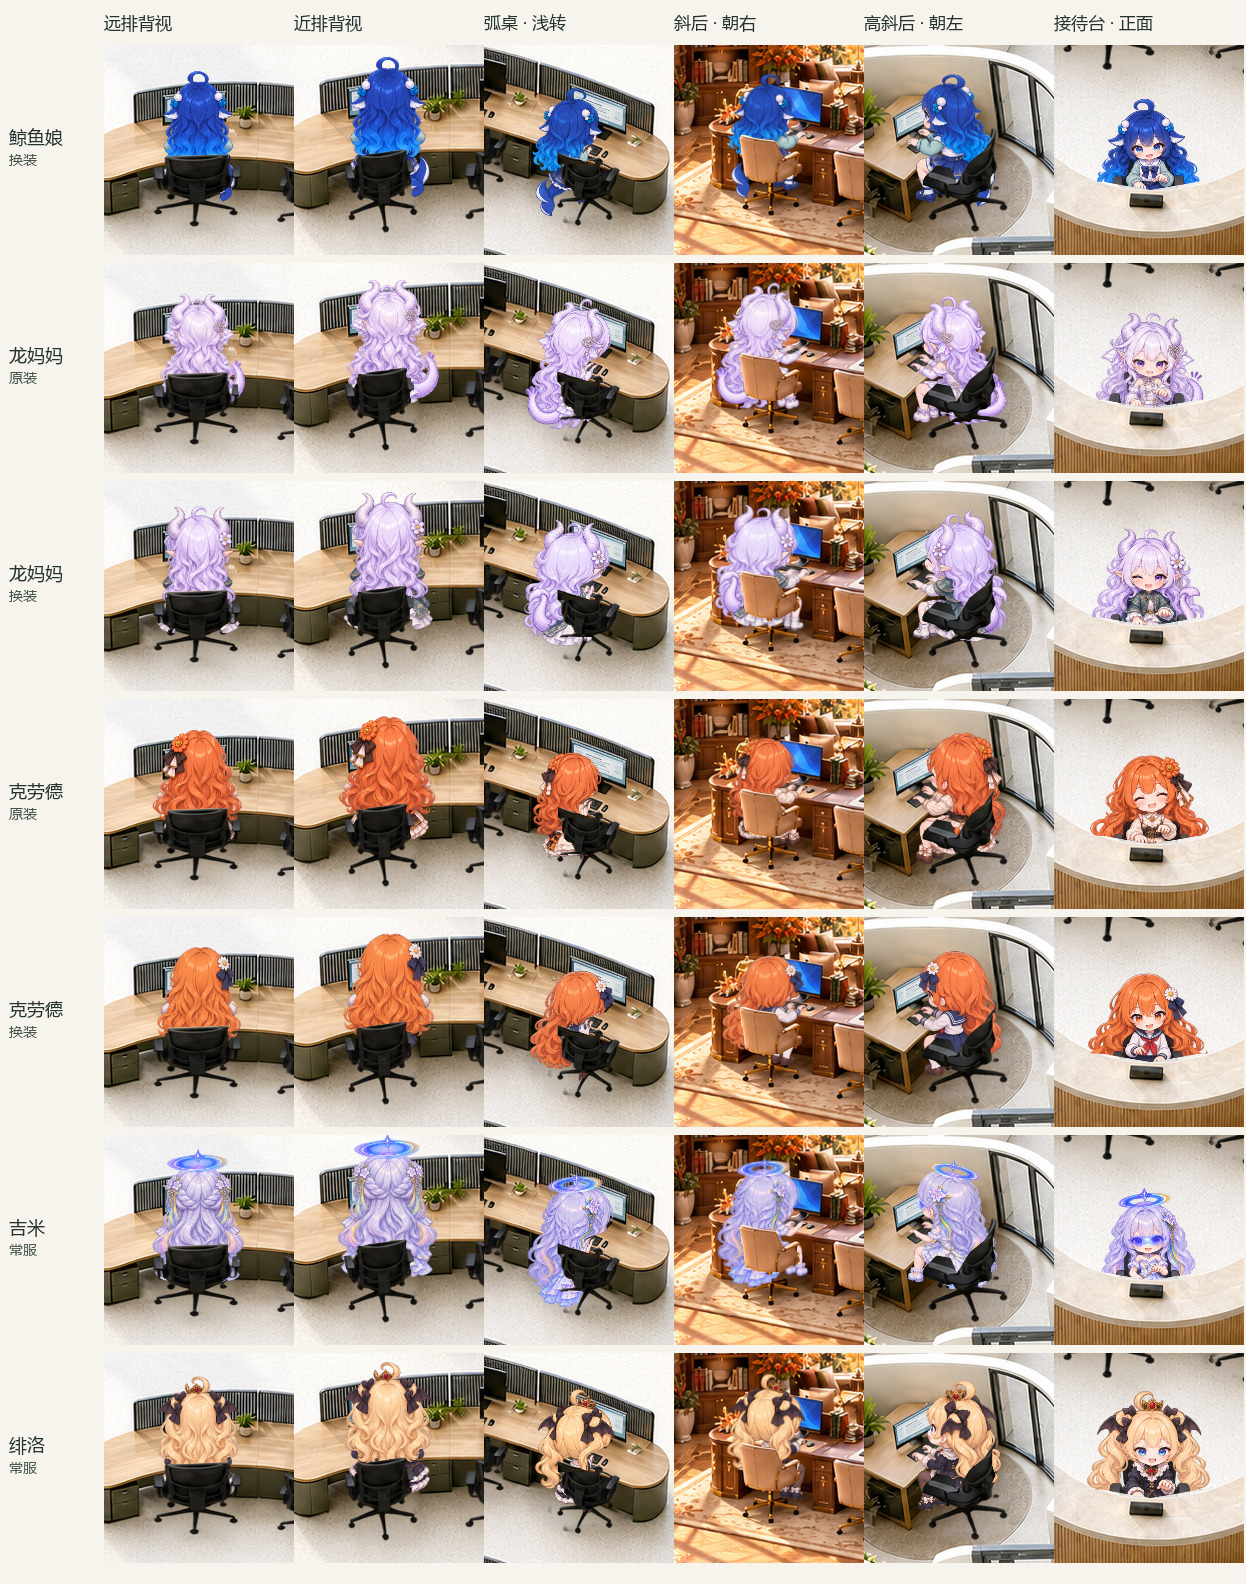 远排背视
近排背视
弧桌 · 浅转
斜后 · 朝右
高斜后 · 朝左
接待台 · 正面
鲸鱼娘
换装
龙妈妈
原装
龙妈妈
换装
克劳德
原装
克劳德
换装
吉米
常服
绯洛
常服